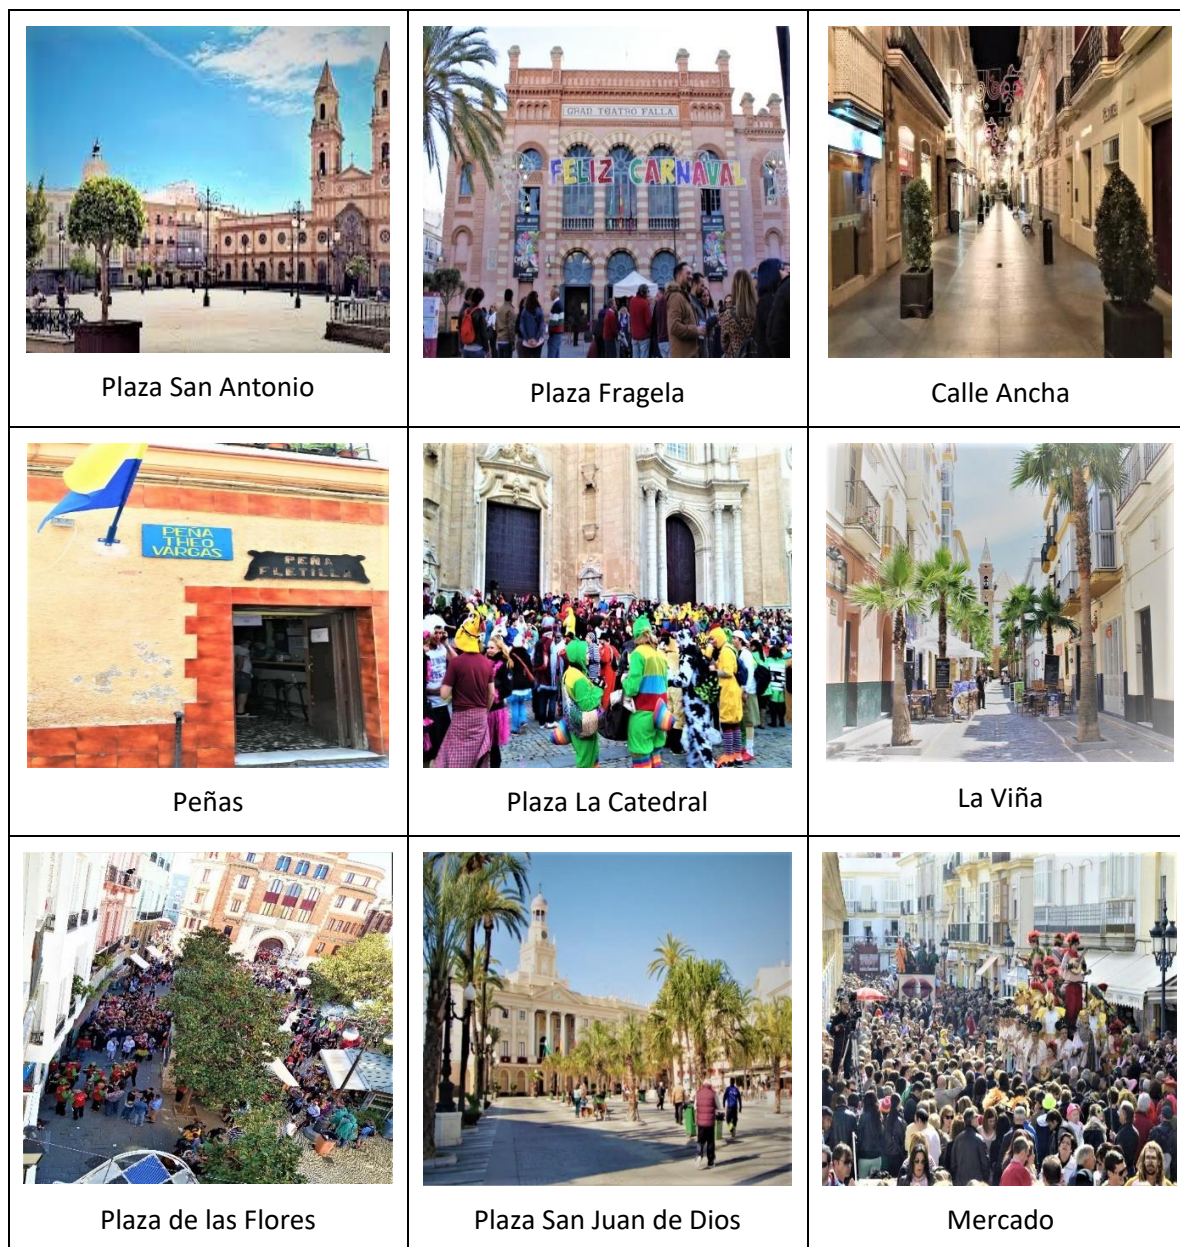 GRAN TEATRO FALLA
FELIZ CARNAVAL
Plaza San Antonio
Plaza Fragela
Calle Ancha
PEÑA
THEO
VARGAS
PEÑA
FLETILLA
Peñas
Plaza La Catedral
La Viña
Plaza de las Flores
Plaza San Juan de Dios
Mercado